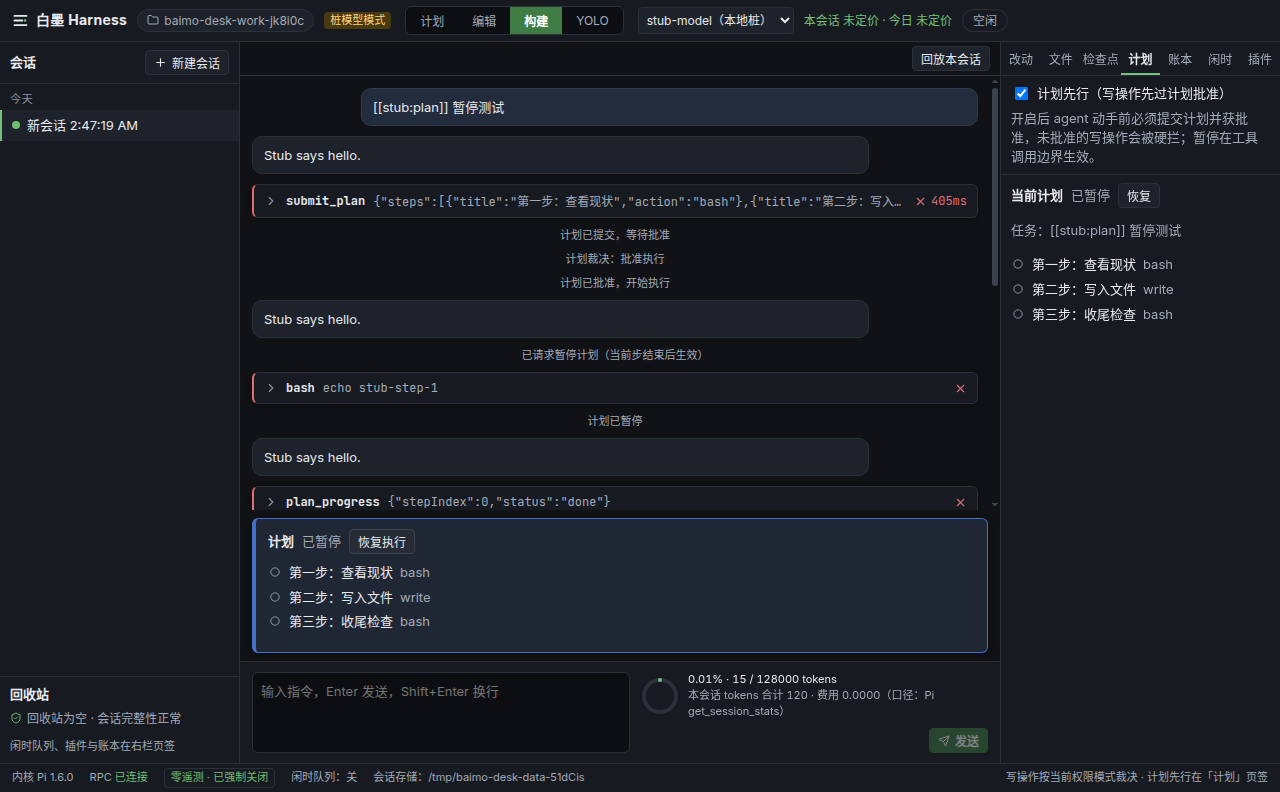 白墨 Harness
baimo-desk-work-jk8i0c
桩模型模式
计划 编辑 构建 YOLO
stub-model（本地桩）
本会话 未定价 · 今日 未定价
空闲
会话
新建会话
今天
新会话 2:47:19 AM
回收站
回收站为空 · 会话完整性正常
闲时队列、插件与账本在右栏页签
回放本会话
[[stub:plan]] 暂停测试
Stub says hello.
submit_plan {"steps":[{"title":"第一步：查看现状","action":"bash"},{"title":"第二步：写入… 405ms
计划已提交，等待批准
计划裁决：批准执行
计划已批准，开始执行
Stub says hello.
已请求暂停计划（当前步结束后生效）
bash echo stub-step-1
计划已暂停
Stub says hello.
plan_progress {"stepIndex":0,"status":"done"}
计划 已暂停 恢复执行
第一步：查看现状 bash
第二步：写入文件 write
第三步：收尾检查 bash
输入指令，Enter 发送，Shift+Enter 换行
0.01% · 15 / 128000 tokens
本会话 tokens 合计 120 · 费用 0.0000（口径：Pi
get_session_stats）
发送
改动 文件 检查点 计划 账本 闲时 插件
计划先行（写操作先过计划批准）
开启后 agent 动手前必须提交计划并获批
准，未批准的写操作会被硬拦；暂停在工具
调用边界生效。
当前计划 已暂停 恢复
任务：[[stub:plan]] 暂停测试
第一步：查看现状 bash
第二步：写入文件 write
第三步：收尾检查 bash
内核 Pi 1.6.0
RPC 已连接
零遥测 · 已强制关闭
闲时队列：关
会话存储：/tmp/baimo-desk-data-51dCis
写操作按当前权限模式裁决 · 计划先行在「计划」页签